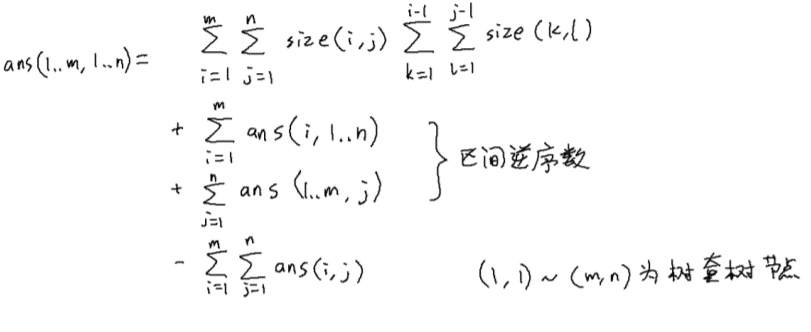 ans(1..m, 1..n) = \sum_{i=1}^{m} \sum_{j=1}^{n} size(i,j) \sum_{k=1}^{i-1} \sum_{l=1}^{j-1} size(k,l)
+ \sum_{i=1}^{m} ans(i, 1..n)
+ \sum_{j=1}^{n} ans(1..m, j)
} 区间逆序数
- \sum_{i=1}^{m} \sum_{j=1}^{n} ans(i,j)
(1,1) ~ (m,n) 为树套树节点